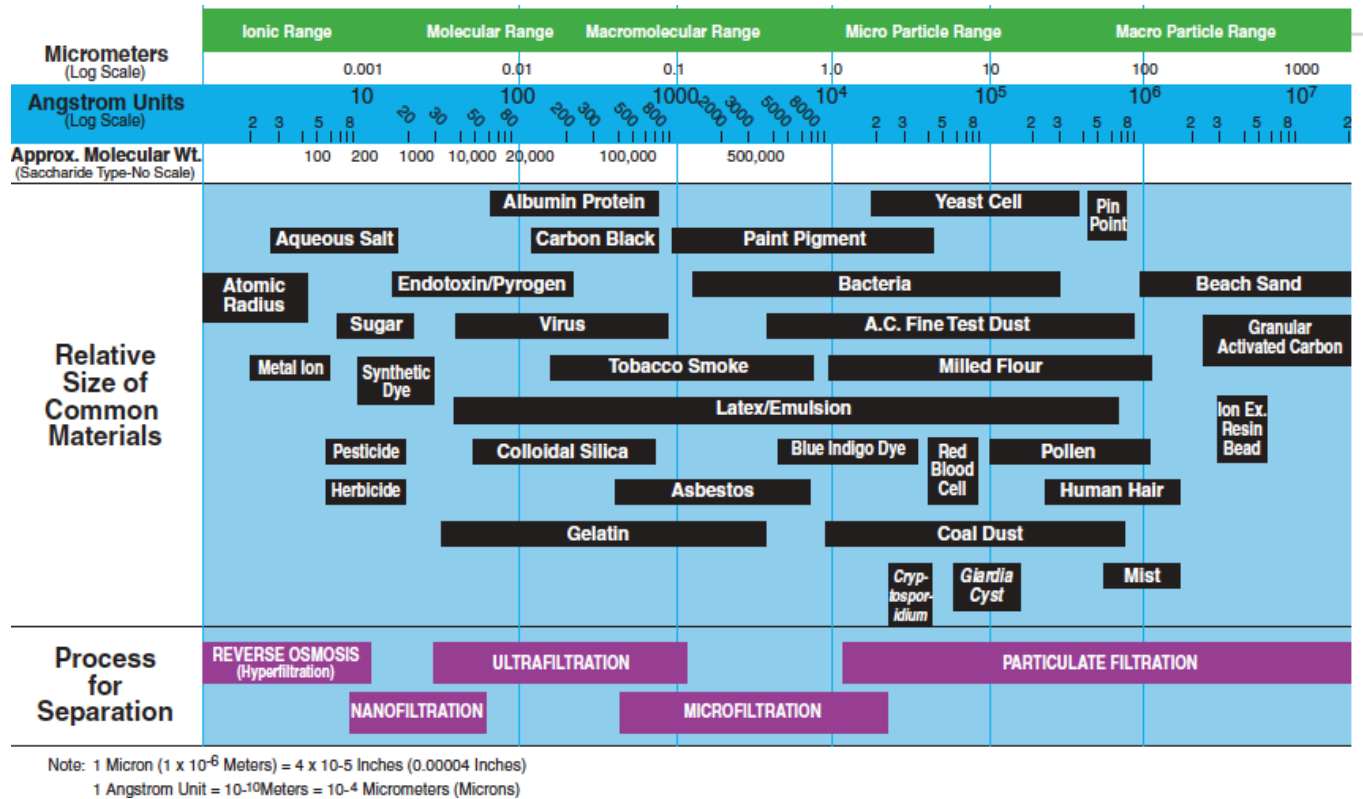 Ionic Range Molecular Range Macromolecular Range Micro Particle Range Macro Particle Range
Micrometers
(Log Scale)
0.001 0.01 0.1 1.0 10 100 1000
Angstrom Units
(Log Scale)
10 100 1000 10⁴ 10⁵ 10⁶ 10⁷
2 3 5 8 20 30 50 80 200 300 500 800 2000 3000 5000 8000 2 3 5 8 2 3 5 8 2 3 5 8 2
Approx. Molecular Wt.
(Saccharide Type-No Scale)
100 200 1000 10,000 20,000 100,000 500,000
Relative
Size of
Common
Materials
Albumin Protein Yeast Cell Pin
Point
Aqueous Salt Carbon Black Paint Pigment
Atomic
Radius
Endotoxin/Pyrogen Bacteria Beach Sand
Sugar Virus A.C. Fine Test Dust Granular
Activated Carbon
Metal Ion Synthetic
Dye
Tobacco Smoke Milled Flour
Latex/Emulsion Ion Ex.
Resin
Bead
Pesticide Colloidal Silica Blue Indigo Dye Red
Blood
Cell
Pollen
Herbicide Asbestos Human Hair
Gelatin Coal Dust
Cryp-
tospor-
idium
Giardia
Cyst
Mist
Process
for
Separation
REVERSE OSMOSIS
(Hyperfiltration)
ULTRAFILTRATION PARTICULATE FILTRATION
NANOFILTRATION MICROFILTRATION
Note: 1 Micron (1 x 10⁻⁶ Meters) = 4 x 10-5 Inches (0.00004 Inches)
1 Angstrom Unit = 10⁻¹⁰Meters = 10⁻⁴ Micrometers (Microns)